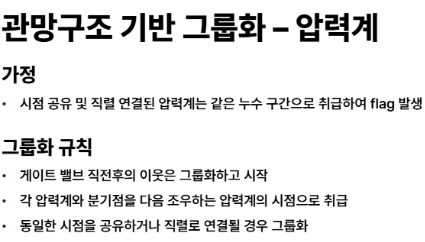 관망구조 기반 그룹화 – 압력계
가정
• 시점 공유 및 직렬 연결된 압력계는 같은 누수 구간으로 취급하여 flag 발생
그룹화 규칙
• 게이트 밸브 직전후의 이웃은 그룹화하고 시작
• 각 압력계와 분기점을 다음 조우하는 압력계의 시점으로 취급
• 동일한 시점을 공유하거나 직렬로 연결될 경우 그룹화